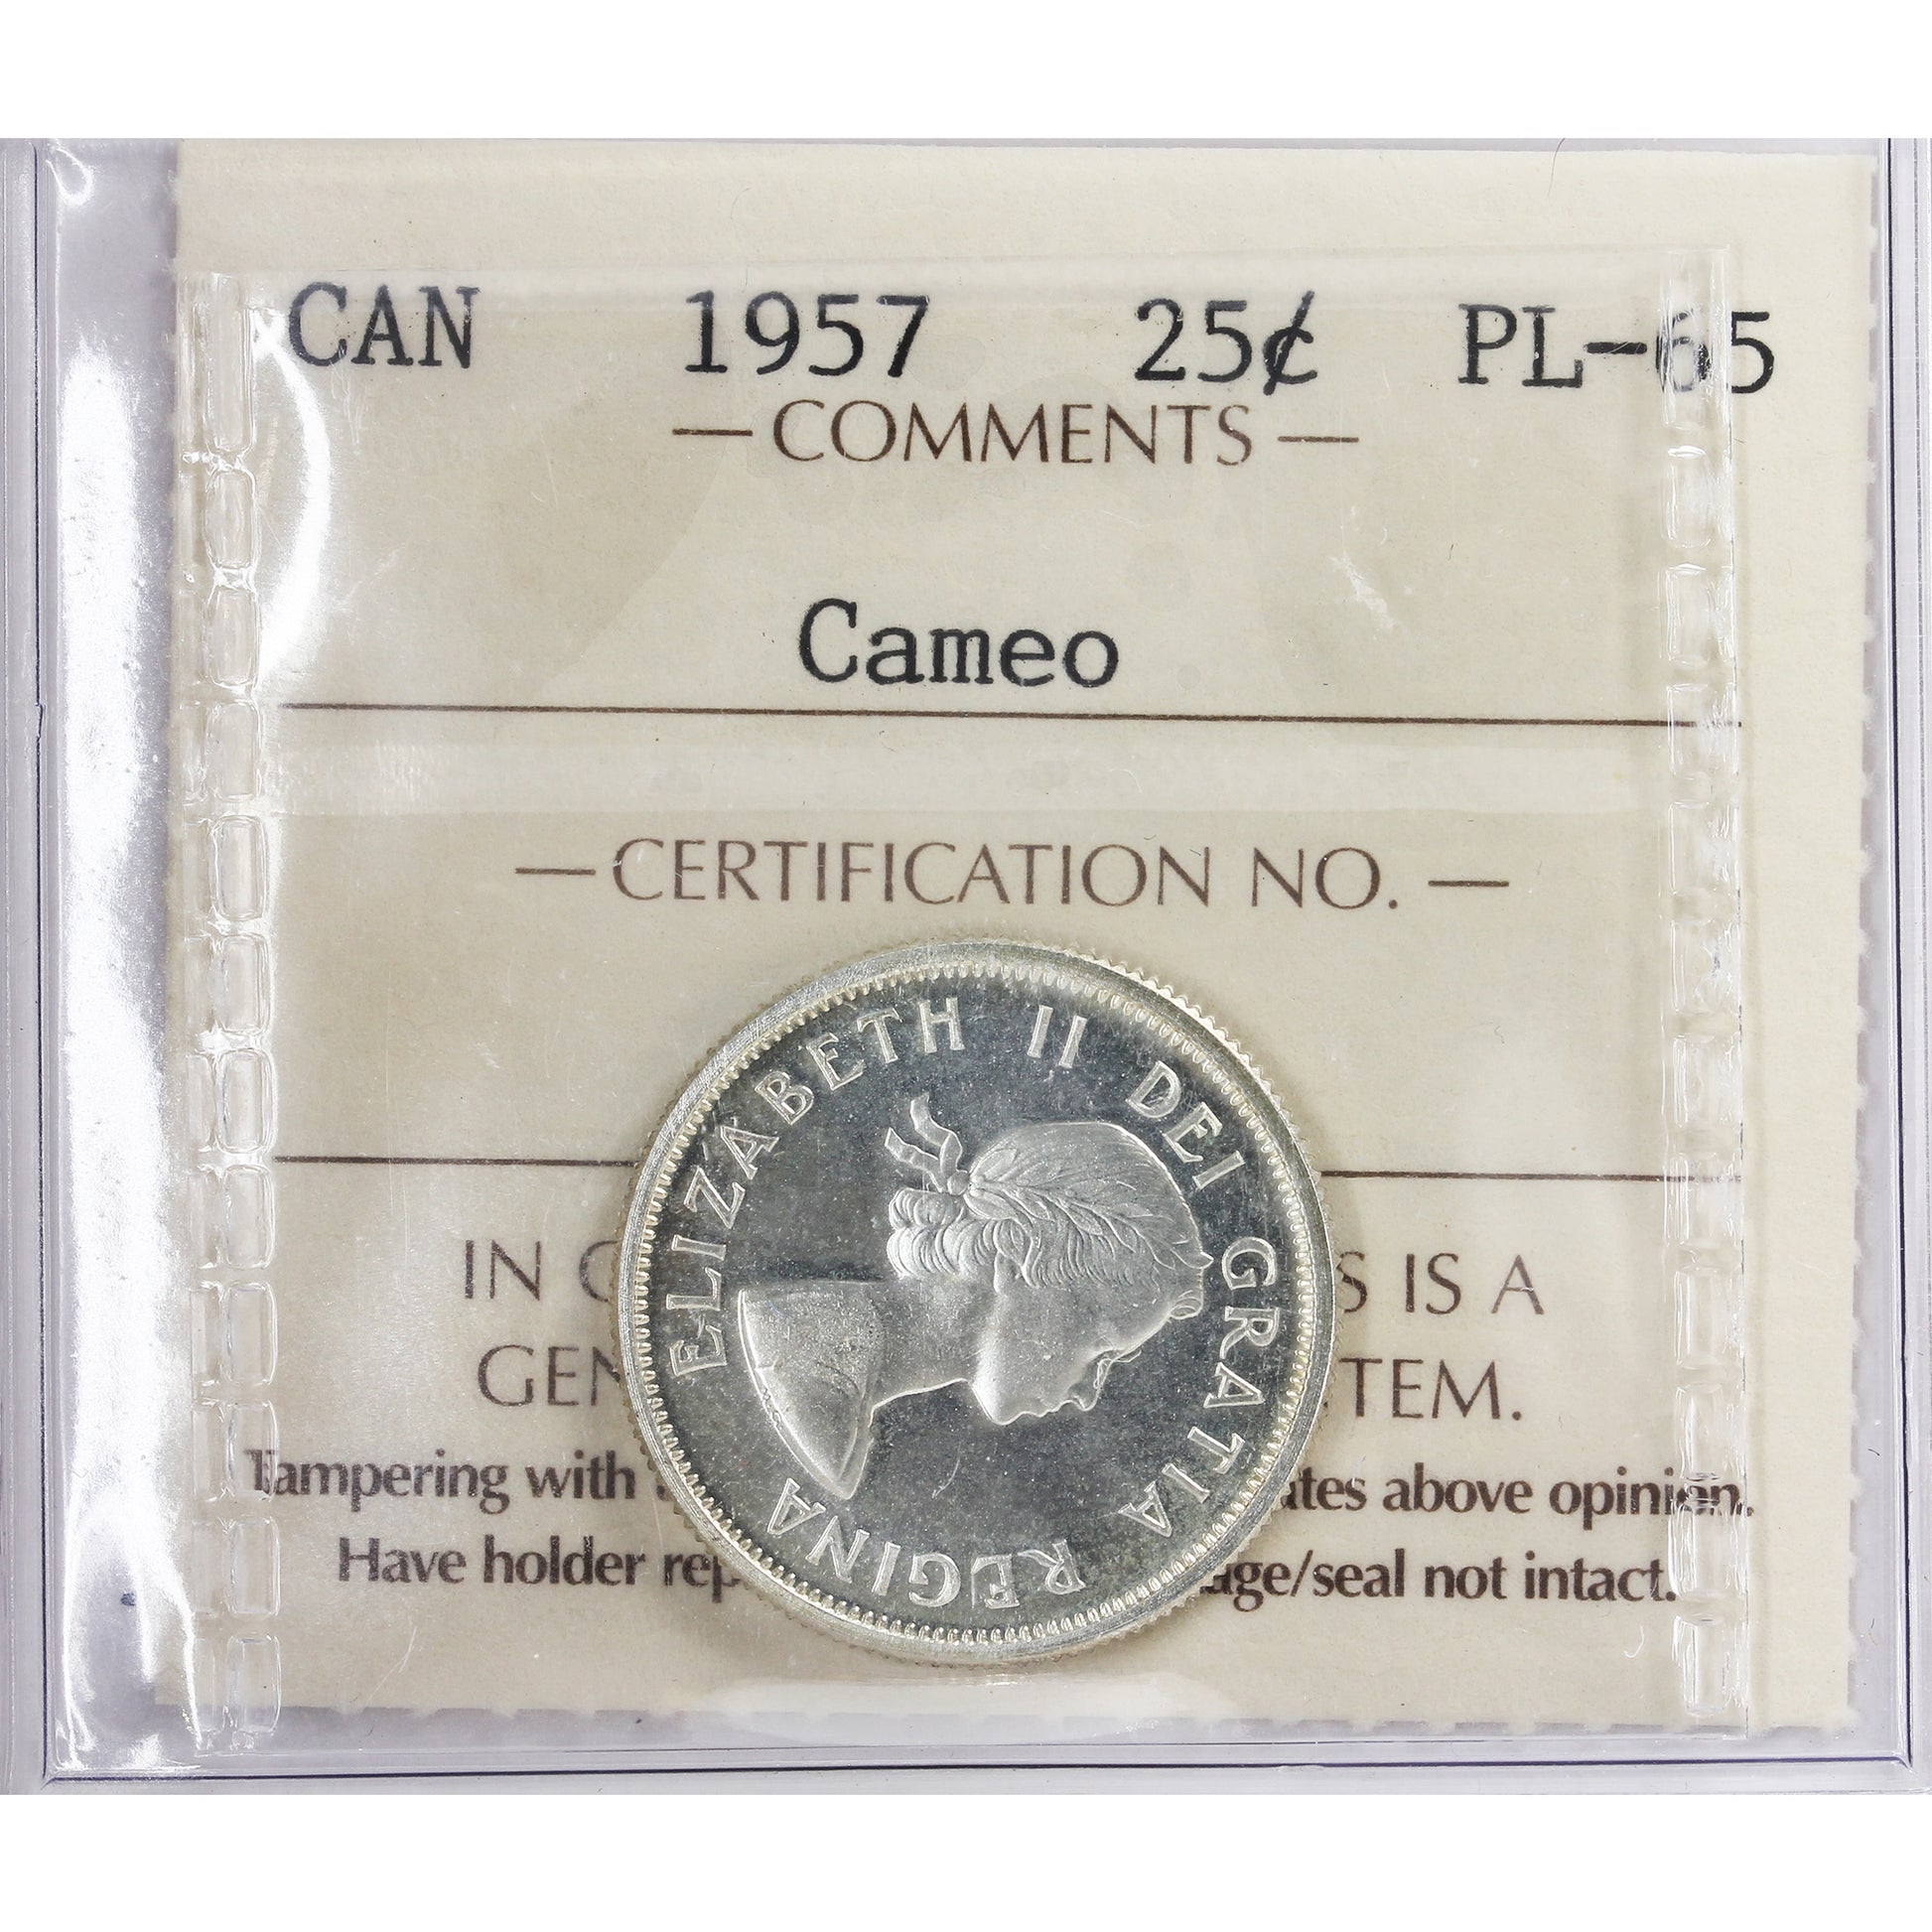 CAN 1957 25¢ PL-65
— COMMENTS —
Cameo
— CERTIFICATION NO. —
ELIZABETH II DEI GRATIA REGINA
IN S IS A
GEN TEM.
Tampering with ates above opinion.
Have holder rep age/seal not intact.